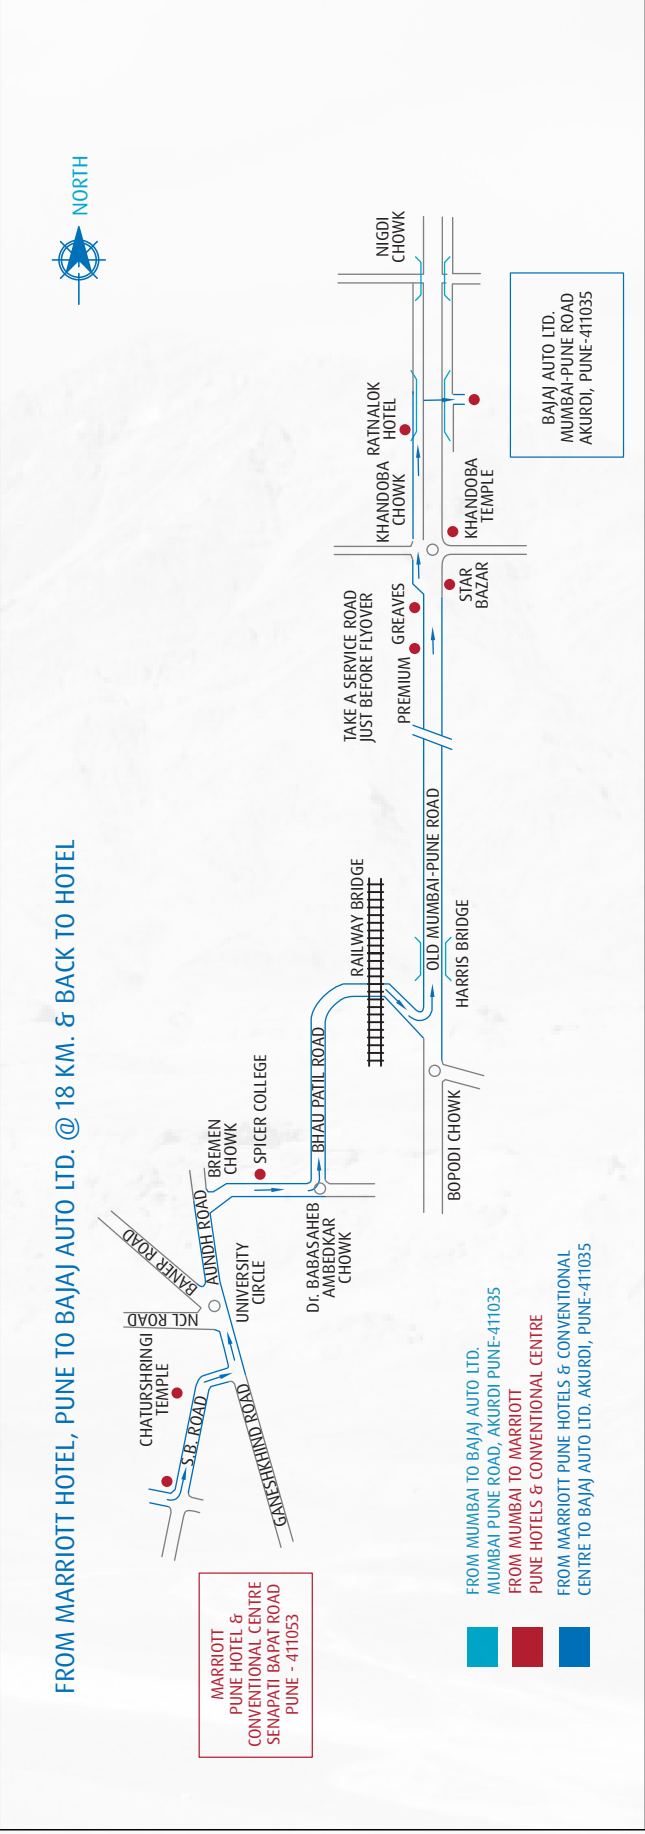 FROM MARRIOTT HOTEL, PUNE TO BAJAJ AUTO LTD. @ 18 KM. & BACK TO HOTEL
NORTH
MARRIOTT
PUNE HOTEL &
CONVENTIONAL CENTRE
SENAPATI BAPAT ROAD
PUNE - 411053
CHATURSHRINGI
TEMPLE
S.B. ROAD
GANESHKHIND ROAD
NCL ROAD
BANER ROAD
AUNDH ROAD
UNIVERSITY
CIRCLE
BREMEN
CHOWK
SPICER COLLEGE
Dr. BABASAHEB
AMBEDKAR
CHOWK
BHAU PATIL ROAD
RAILWAY BRIDGE
BOPODI CHOWK
HARRIS BRIDGE
OLD MUMBAI-PUNE ROAD
TAKE A SERVICE ROAD
JUST BEFORE FLYOVER
PREMIUM
GREAVES
STAR
BAZAR
KHANDOBA
CHOWK
KHANDOBA
TEMPLE
RATNALOK
HOTEL
NIGDI
CHOWK
BAJAJ AUTO LTD.
MUMBAI-PUNE ROAD
AKURDI, PUNE-411035
FROM MUMBAI TO BAJAJ AUTO LTD.
MUMBAI PUNE ROAD, AKURDI PUNE-411035
FROM MUMBAI TO MARRIOTT
PUNE HOTELS & CONVENTIONAL CENTRE
FROM MARRIOTT PUNE HOTELS & CONVENTIONAL
CENTRE TO BAJAJ AUTO LTD. AKURDI, PUNE-411035